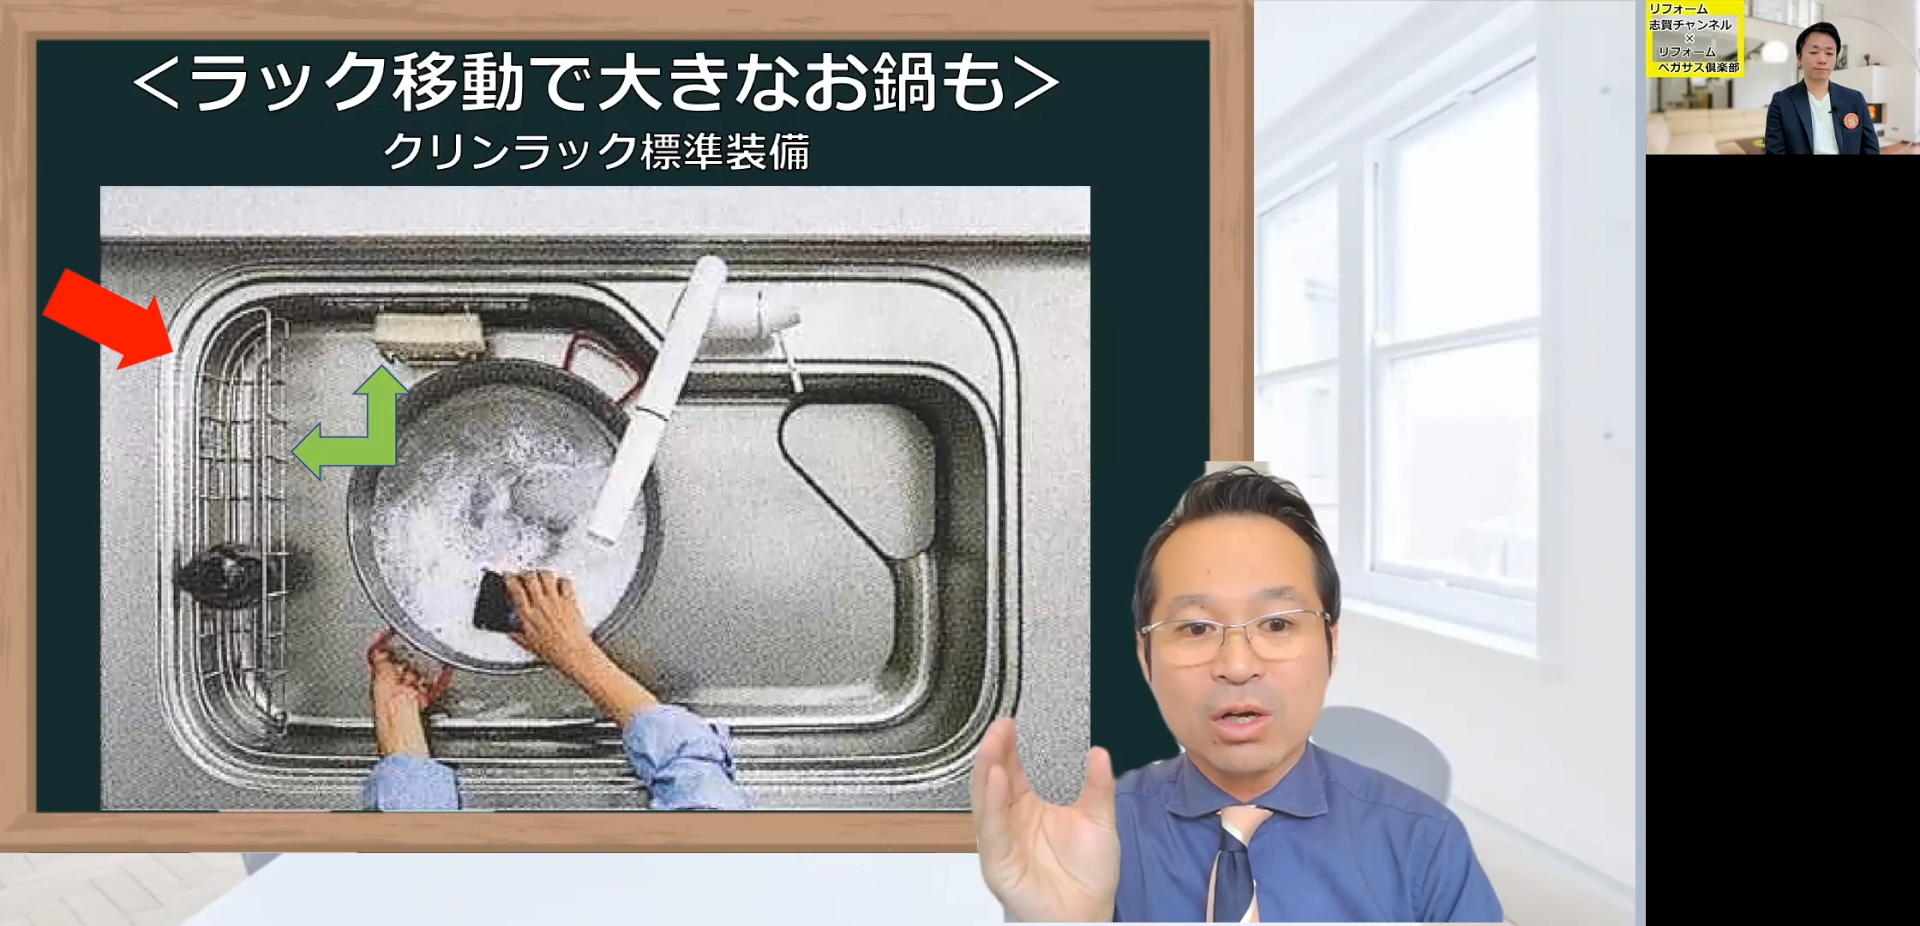 ＜ラック移動で大きなお鍋も＞
クリンラック標準装備
リフォーム
志賀チャンネル
×
リフォーム
ペガサス倶楽部